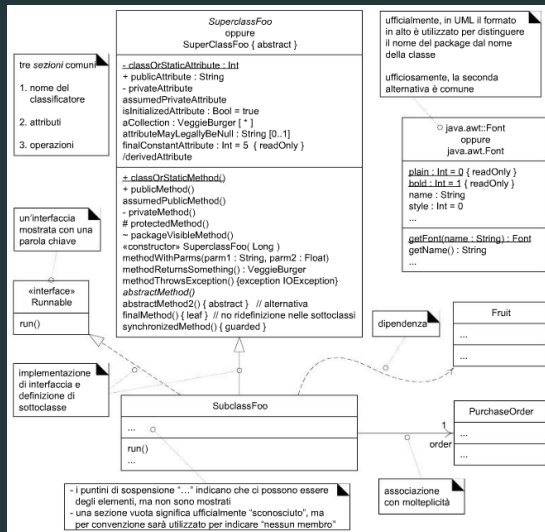 SuperclassFoo
oppure
SuperClassFoo { abstract }
- classOrStaticAttribute : Int
+ publicAttribute : String
- privateAttribute
assumedPrivateAttribute
isInitializedAttribute : Bool = true
aCollection : VeggieBurger [ * ]
attributeMayLegallyBeNull : String [0..1]
finalConstantAttribute : Int = 5 { readOnly }
/derivedAttribute
+ classOrStaticMethod()
+ publicMethod()
assumedPublicMethod()
- privateMethod()
# protectedMethod()
~ packageVisibleMethod()
«constructor» SuperclassFoo( Long )
methodWithParms(parm1 : String, parm2 : Float)
methodReturnsSomething() : VeggieBurger
methodThrowsException() {exception IOException}
abstractMethod()
abstractMethod2() { abstract } // alternativa
finalMethod() { leaf } // no ridefinizione nelle sottoclassi
synchronizedMethod() { guarded }
tre sezioni comuni
1. nome del
classificatore
2. attributi
3. operazioni
ufficialmente, in UML il formato
in alto è utilizzato per distinguere
il nome del package dal nome
della classe
ufficiosamente, la seconda
alternativa è comune
java.awt::Font
oppure
java.awt.Font
plain : Int = 0 { readOnly }
bold : Int = 1 { readOnly }
name : String
style : Int = 0
...
getFont(name : String) : Font
getName() : String
...
un'interfaccia
mostrata con una
parola chiave
«interface»
Runnable
run()
implementazione
di interfaccia e
definizione di
sottoclasse
dipendenza
Fruit
...
...
SubclassFoo
...
run()
...
1
order
PurchaseOrder
...
...
associazione
con molteplicità
- i puntini di sospensione “...” indicano che ci possono essere
degli elementi, ma non sono mostrati
- una sezione vuota significa ufficialmente “sconosciuto”, ma
per convenzione sarà utilizzato per indicare “nessun membro”